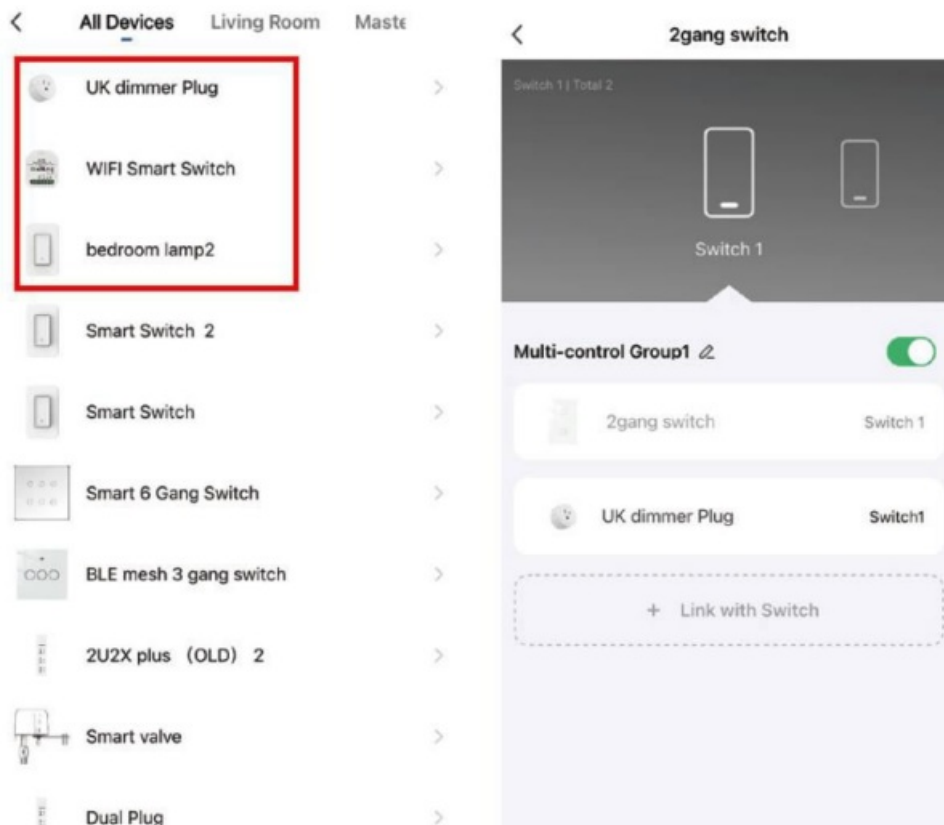 All Devices Living Room Maste
UK dimmer Plug
WIFI Smart Switch
bedroom lamp2
Smart Switch 2
Smart Switch
Smart 6 Gang Switch
BLE mesh 3 gang switch
2U2X plus （OLD） 2
Smart valve
Dual Plug
2gang switch
Switch 1 | Total 2
Switch 1
Multi-control Group1
2gang switch Switch 1
UK dimmer Plug Switch1
+ Link with Switch